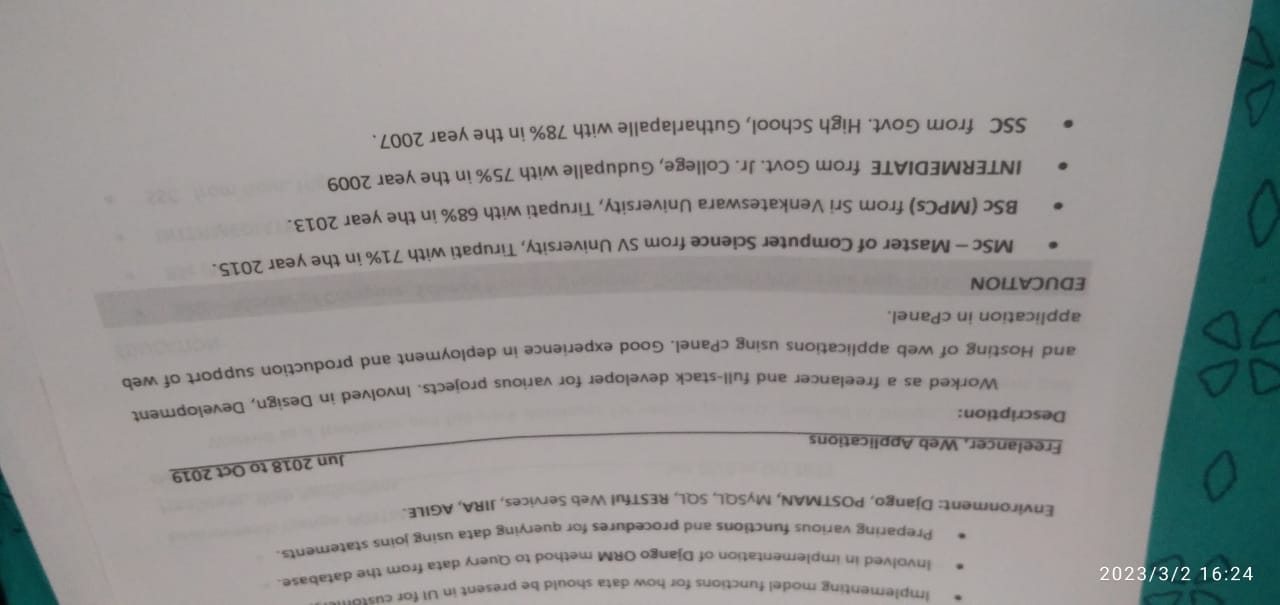 2023/3/2 16:24
Implementing model functions for how data should be present in UI for
• Involved in implementation of Django ORM method to Query data from the database.
• Preparing various functions and procedures for querying data using joins statements.
Environment: Django, POSTMAN, MySQL, SQL, RESTful Web Services, JIRA, AGILE.
Freelancer, Web Applications Jun 2018 to Oct 2019
Description:
Worked as a freelancer and full-stack developer for various projects. Involved in Design, Development
and Hosting of web applications using cPanel. Good experience in deployment and production support of web
application in cPanel.
EDUCATION
• MSc – Master of Computer Science from SV University, Tirupati with 71% in the year 2015.
• BSc (MPCs) from Sri Venkateswara University, Tirupati with 68% in the year 2013.
• INTERMEDIATE from Govt. Jr. College, Gudupalle with 75% in the year 2009
• SSC from Govt. High School, Gutharlapalle with 78% in the year 2007.